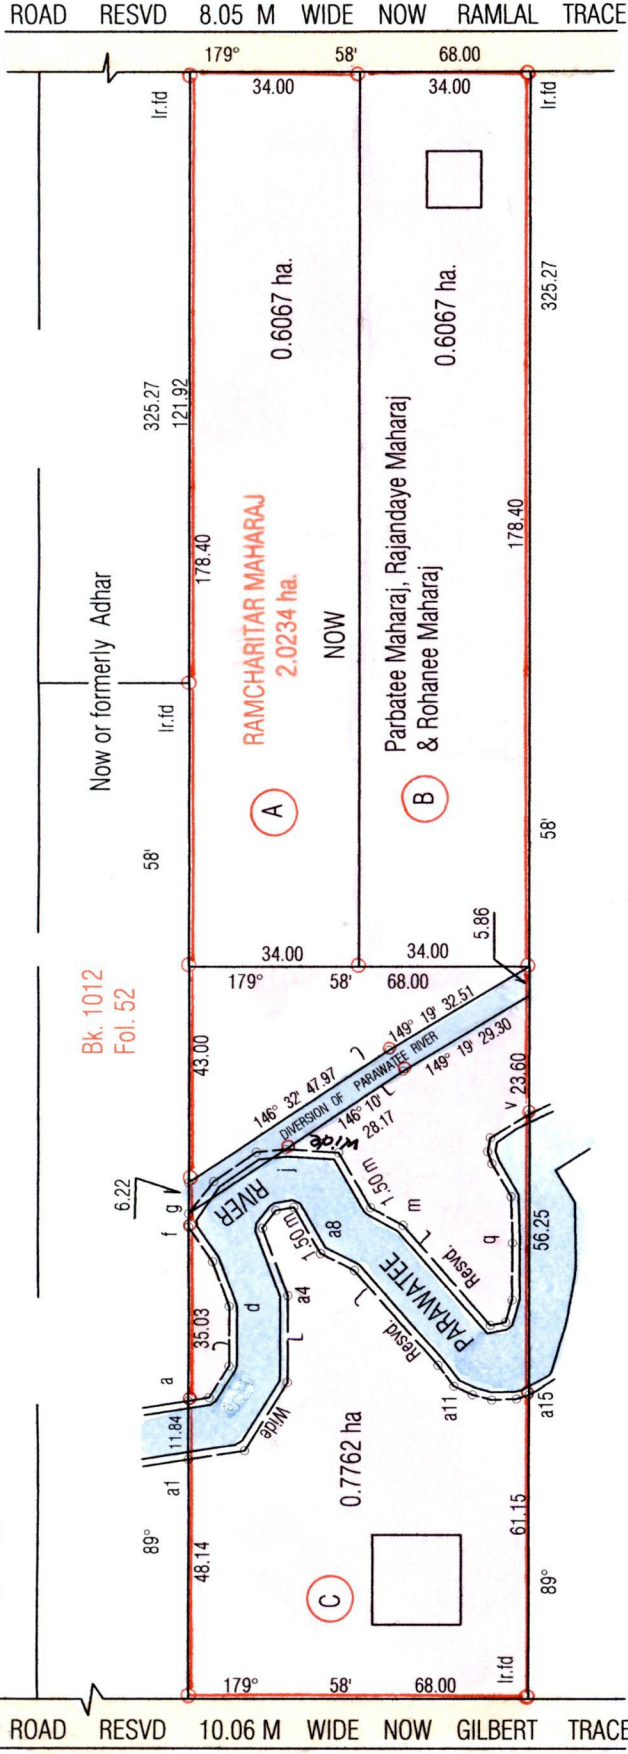 ROAD RESVD 8.05 M WIDE NOW RAMLAL TRACE
179° 58' 68.00
34.00 34.00
Ir.fd
Ir.fd
0.6067 ha.
0.6067 ha.
325.27
325.27
121.92
178.40
178.40
RAMCHARITAR MAHARAJ
2.0234 ha.
NOW
Parbatee Maharaj, Rajandaye Maharaj
& Rohanee Maharaj
Now or formerly Adhar
Ir.fd
A
B
58'
58'
34.00 34.00
179° 58' 68.00
5.86
Bk. 1012
Fol. 52
43.00
146° 32' 47.97
149° 19' 32.51
DIVERSION OF PARAWATEE RIVER
146° 10' 28.17
149° 19' 29.30
23.60
v
6.22
g
f
j
wide
wide
RIVER
1.50 m
1.50 m
m
a8
q
Resvd.
56.25
35.03
d
a4
PARAWATEE
Resvd.
a
11.84
a1
Wide
a11
a15
0.7762 ha
89°
48.14
61.15
89°
C
Ir.fd
179° 58' 68.00
ROAD RESVD 10.06 M WIDE NOW GILBERT TRACE